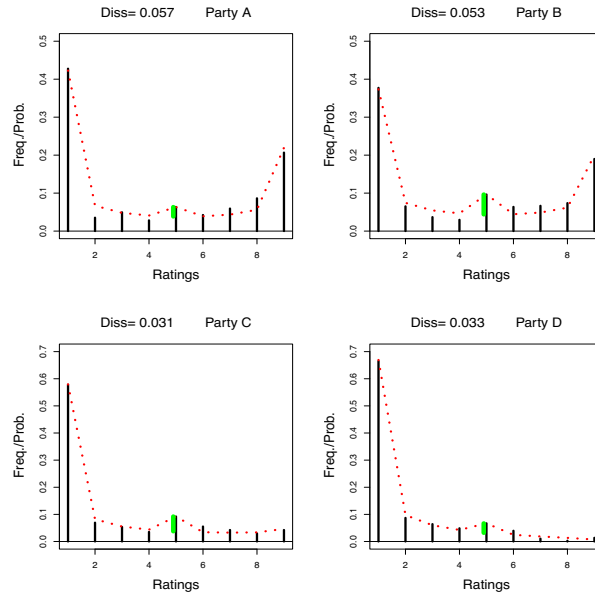 Diss= 0.057 Party A
Diss= 0.053 Party B
0.5
0.4
0.3
0.2
0.1
0.0
Freq./Prob.
2 4 6 8
Ratings
0.5
0.4
0.3
0.2
0.1
0.0
Freq./Prob.
2 4 6 8
Ratings
Diss= 0.031 Party C
Diss= 0.033 Party D
0.7
0.6
0.5
0.4
0.3
0.2
0.1
0.0
Freq./Prob.
2 4 6 8
Ratings
0.7
0.6
0.5
0.4
0.3
0.2
0.1
0.0
Freq./Prob.
2 4 6 8
Ratings